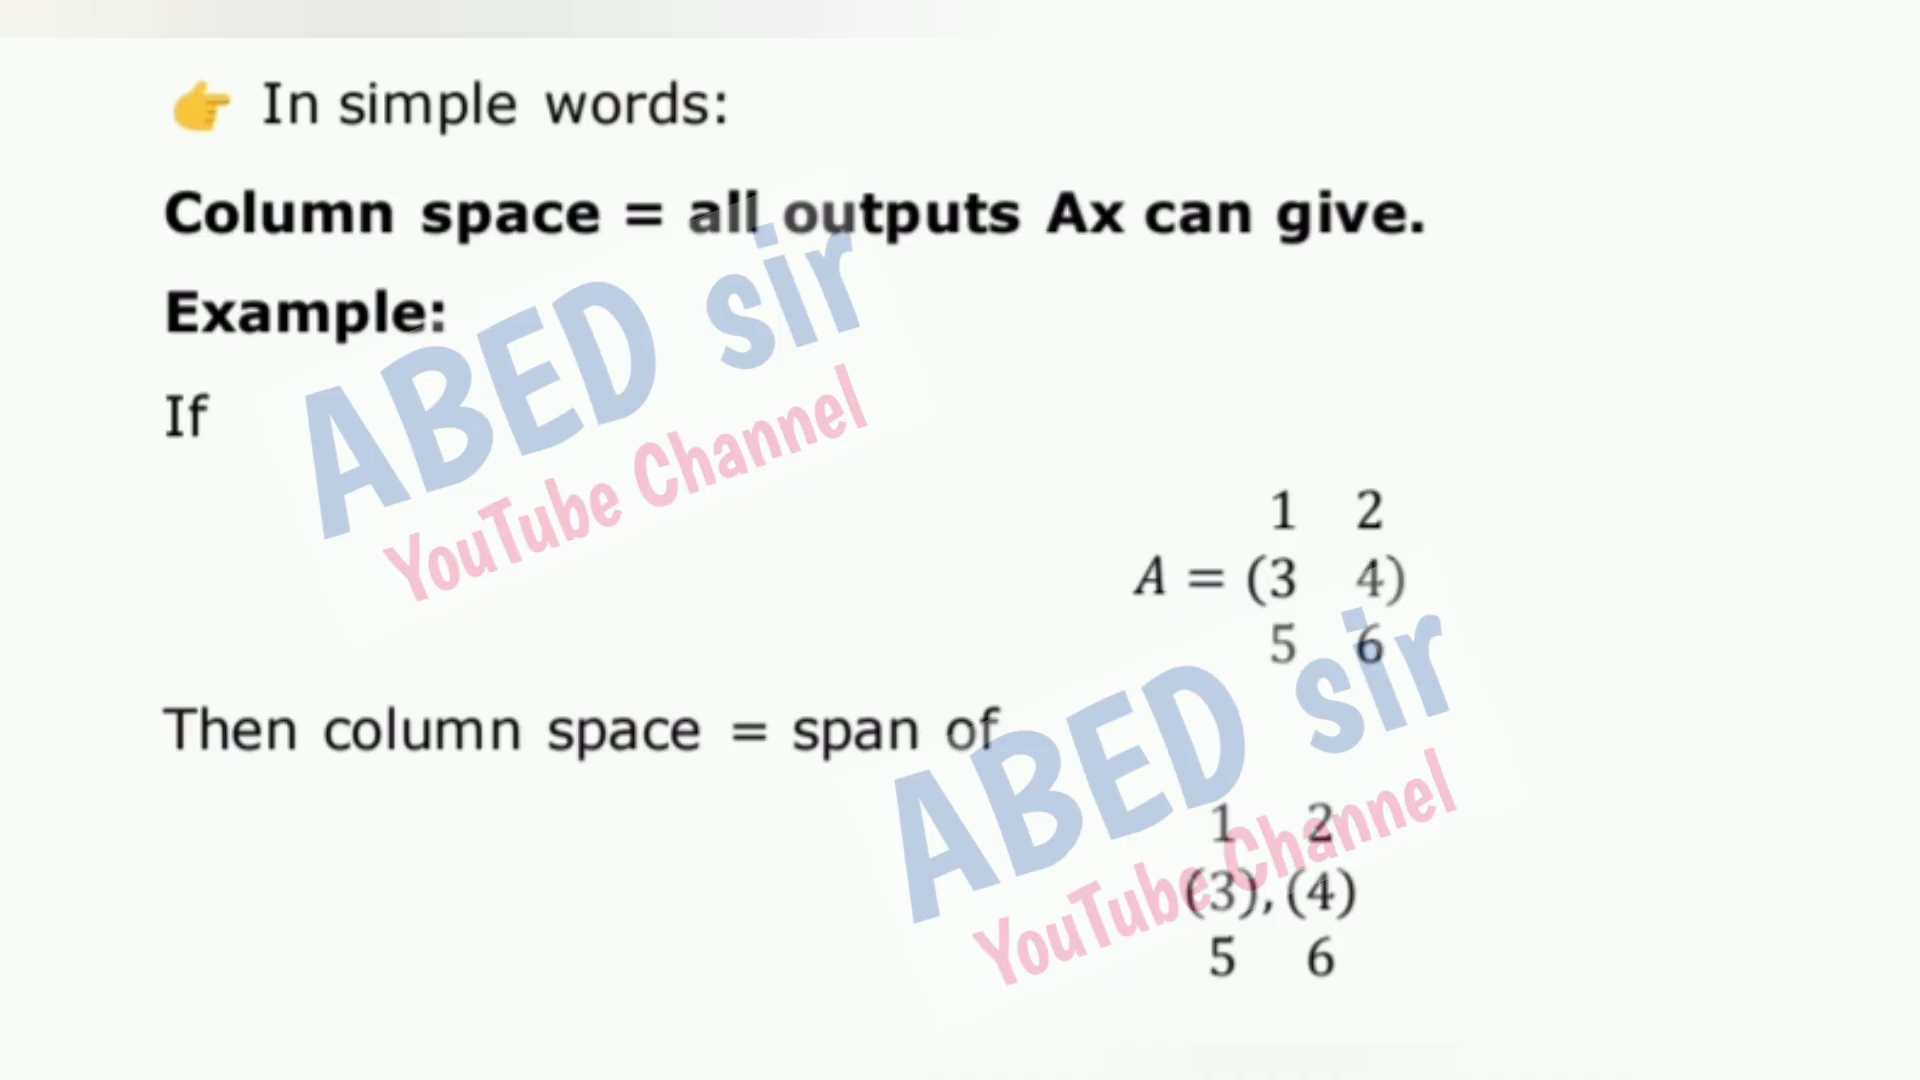 👉 In simple words:
Column space = all outputs Ax can give.
Example:
ABED sir
YouTube Channel
If
1 2
A = (3 4)
5 6
Then column space = span of
ABED sir
YouTube Channel
1 2
(3), (4)
5 6